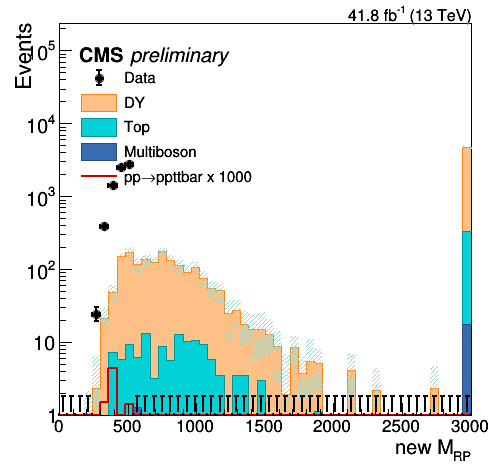 41.8 fb⁻¹ (13 TeV)
Events
CMS preliminary
Data
DY
Top
Multiboson
pp→ppttbar x 1000
10⁵
10⁴
10³
10²
10
1
0 500 1000 1500 2000 2500 3000
new M_RP